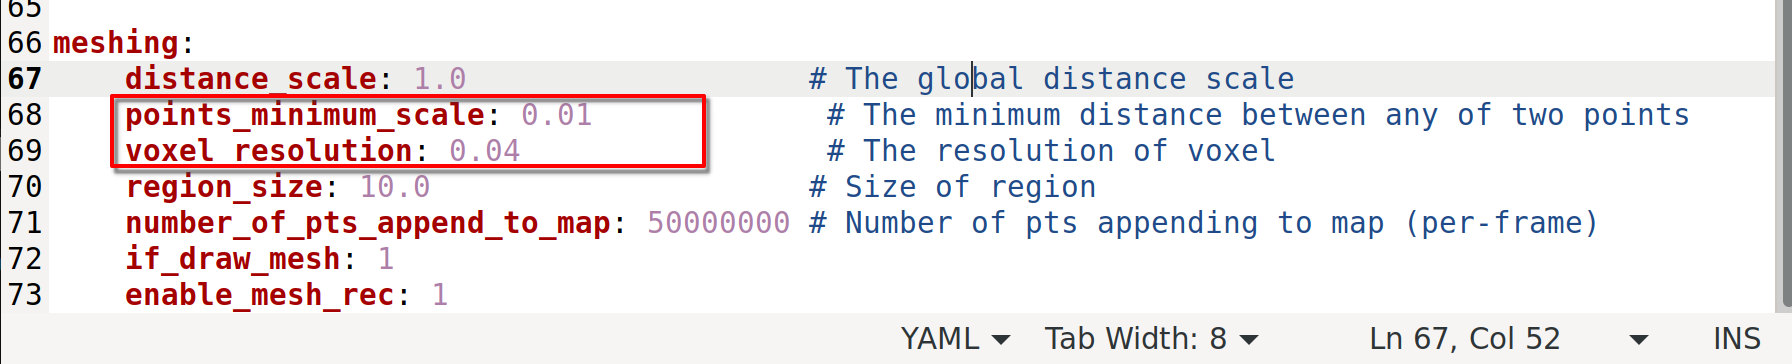 65
66 meshing:
67 distance_scale: 1.0 # The global distance scale
68 points_minimum_scale: 0.01 # The minimum distance between any of two points
69 voxel_resolution: 0.04 # The resolution of voxel
70 region_size: 10.0 # Size of region
71 number_of_pts_append_to_map: 50000000 # Number of pts appending to map (per-frame)
72 if_draw_mesh: 1
73 enable_mesh_rec: 1
YAML Tab Width: 8 Ln 67, Col 52 INS